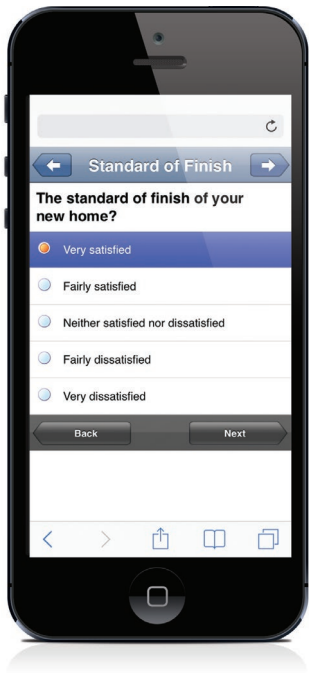 Standard of Finish
The standard of finish of your
new home?
Very satisfied
Fairly satisfied
Neither satisfied nor dissatisfied
Fairly dissatisfied
Very dissatisfied
Back
Next